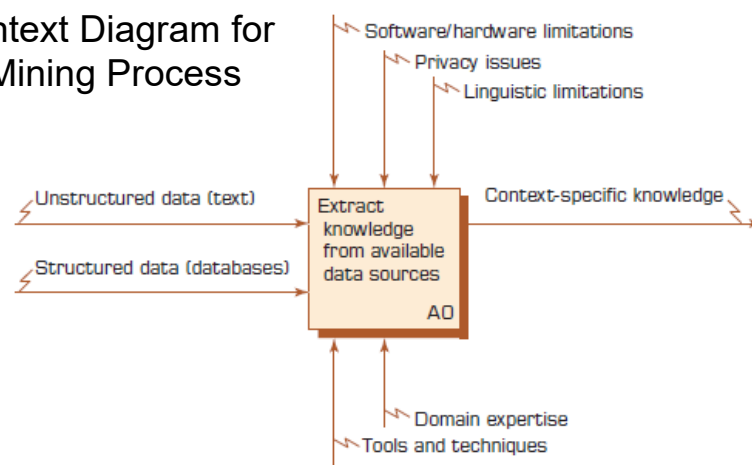 ntext Diagram for
Mining Process
Software/hardware limitations
Privacy issues
Linguistic limitations
Unstructured data (text)
Structured data (databases)
Extract
knowledge
from available
data sources
A0
Context-specific knowledge
Domain expertise
Tools and techniques